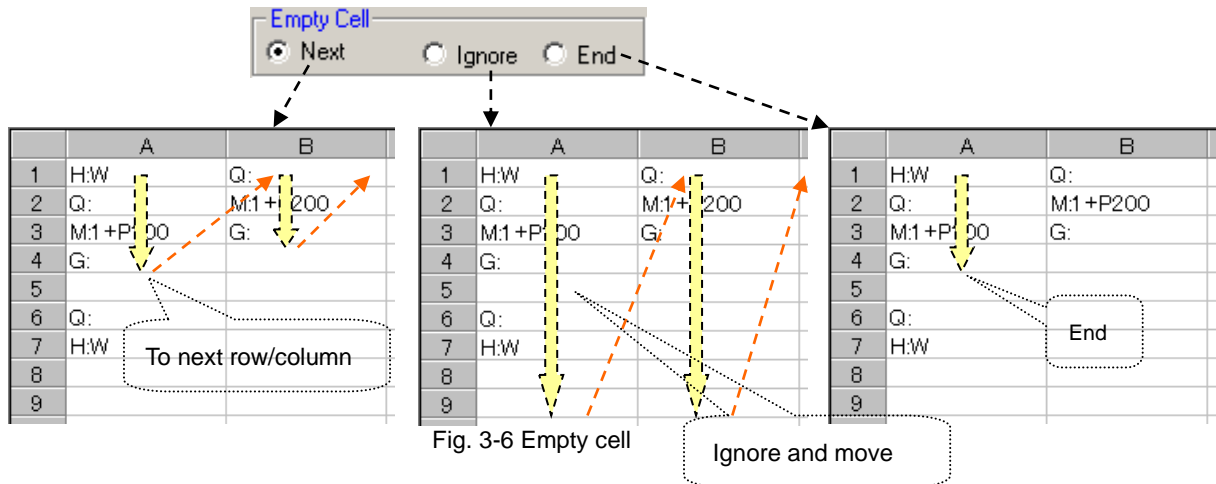 Empty Cell
Next Ignore End
A B
1 H:W Q:
2 Q: M:1+P200
3 M:1+P200 G:
4 G:
5
6 Q:
7 H:W
8
9
To next row/column
A B
1 H:W Q:
2 Q: M:1+P200
3 M:1+P200 G:
4 G:
5
6 Q:
7 H:W
8
9
Ignore and move
A B
1 H:W Q:
2 Q: M:1+P200
3 M:1+P200 G:
4 G:
5
6 Q:
7 H:W
8
9
End
Fig. 3-6 Empty cell